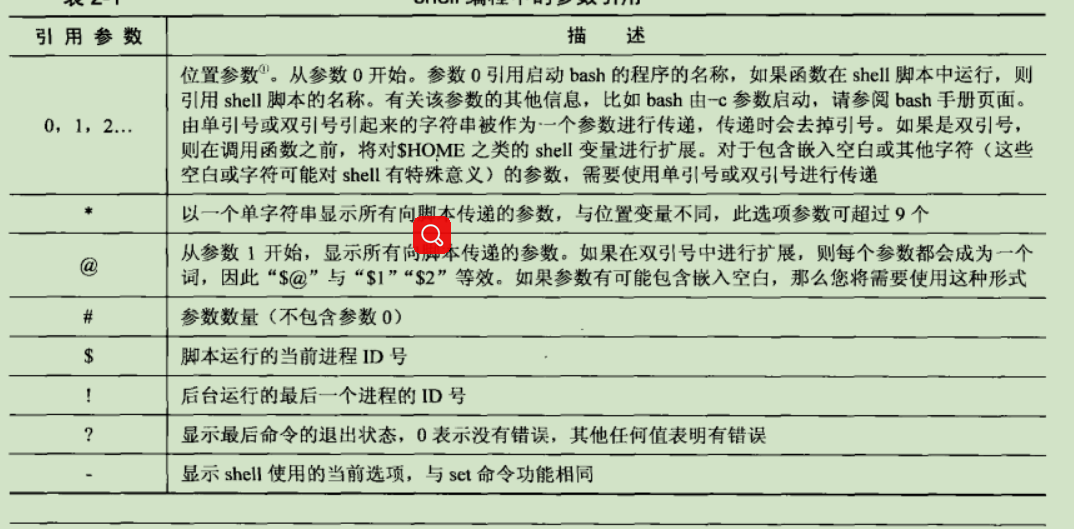 表 2-1 shell 编程中的参数引用
引用参数 描述
0，1，2…
位置参数①。从参数 0 开始。参数 0 引用启动 bash 的程序的名称，如果函数在 shell 脚本中运行，则
引用 shell 脚本的名称。有关该参数的其他信息，比如 bash 由-c 参数启动，请参阅 bash 手册页面。
由单引号或双引号引起来的字符串被作为一个参数进行传递，传递时会去掉引号。如果是双引号，
则在调用函数之前，将对$HOME 之类的 shell 变量进行扩展。对于包含嵌入空白或其他字符（这些
空白或字符可能对 shell 有特殊意义）的参数，需要使用单引号或双引号进行传递
* 以一个单字符串显示所有向脚本传递的参数，与位置变量不同，此选项参数可超过 9 个
@
从参数 1 开始，显示所有向脚本传递的参数。如果在双引号中进行扩展，则每个参数都会成为一个
词，因此“$@”与“$1”“$2”等效。如果参数有可能包含嵌入空白，那么您将需要使用这种形式
# 参数数量（不包含参数 0）
$ 脚本运行的当前进程 ID 号
! 后台运行的最后一个进程的 ID 号
? 显示最后命令的退出状态，0 表示没有错误，其他任何值表明有错误
- 显示 shell 使用的当前选项，与 set 命令功能相同